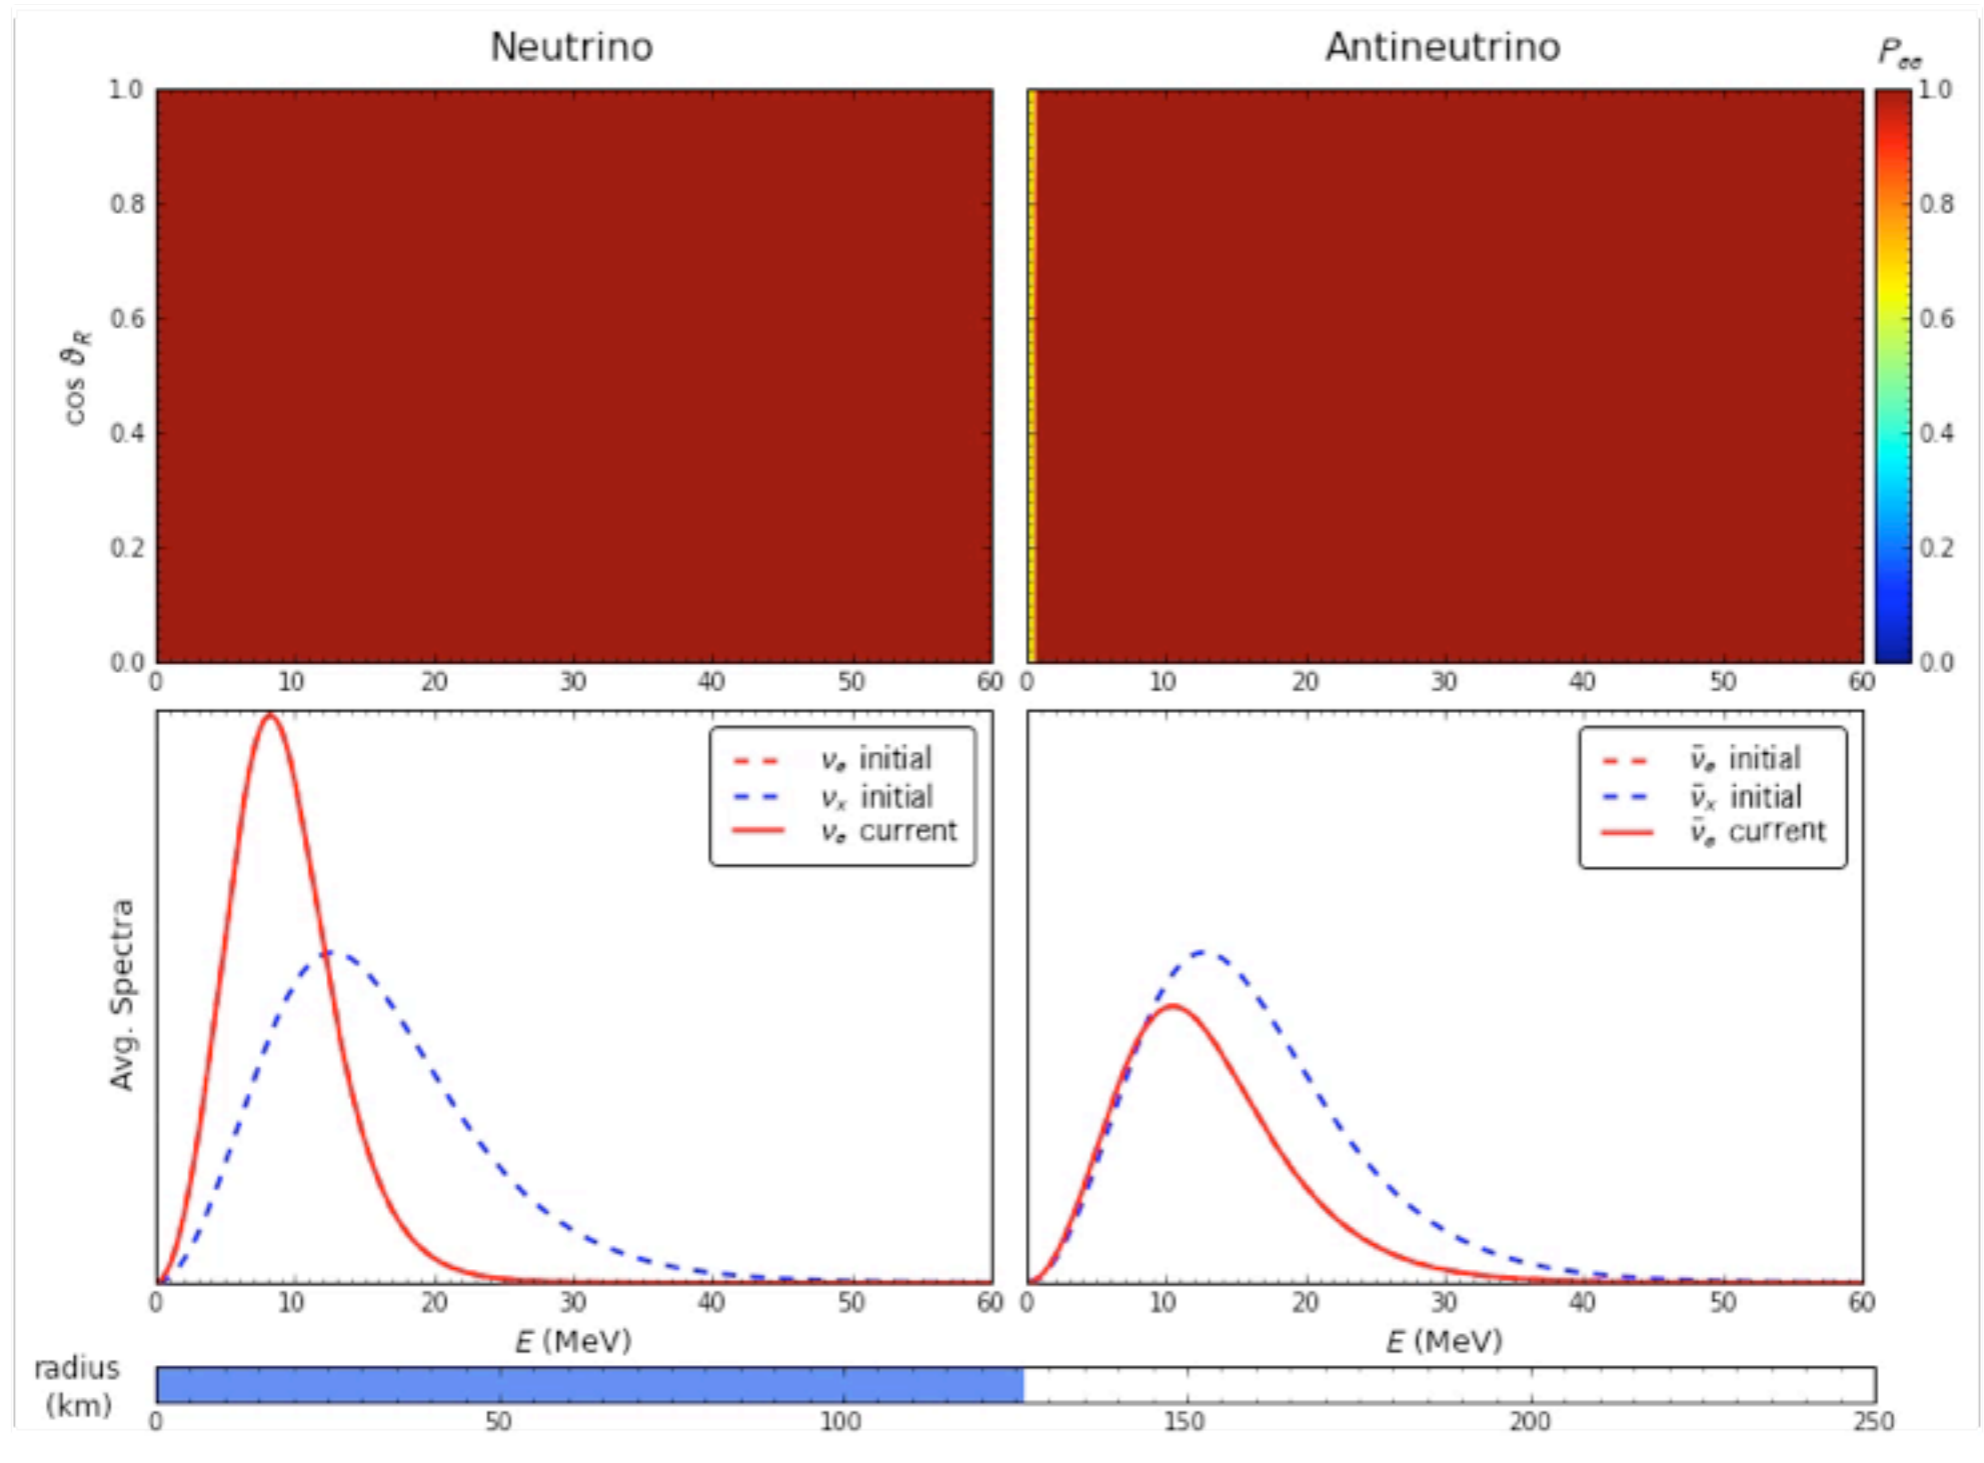 Neutrino
Antineutrino
P_ee
1.0
0.8
0.6
0.4
0.2
0.0
cos ϑ_R
0 10 20 30 40 50 60
0 10 20 30 40 50 60
1.0
0.8
0.6
0.4
0.2
0.0
ν_e initial
ν_x initial
ν_e current
ν̄_e initial
ν̄_x initial
ν̄_e current
Avg. Spectra
0 10 20 30 40 50 60
0 10 20 30 40 50 60
E (MeV)
E (MeV)
radius
(km)
0 50 100 150 200 250